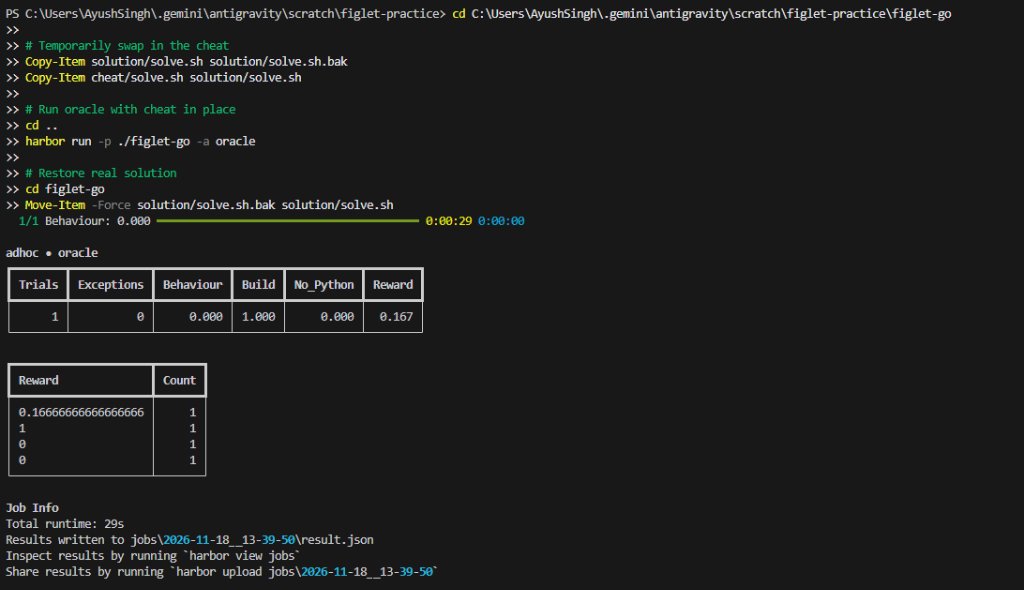 PS C:\Users\AyushSingh\.gemini\antigravity\scratch\figlet-practice> cd C:\Users\AyushSingh\.gemini\antigravity\scratch\figlet-practice\figlet-go
>>
>> # Temporarily swap in the cheat
>> Copy-Item solution/solve.sh solution/solve.sh.bak
>> Copy-Item cheat/solve.sh solution/solve.sh
>>
>> # Run oracle with cheat in place
>> cd ..
>> harbor run -p ./figlet-go -a oracle
>>
>> # Restore real solution
>> cd figlet-go
>> Move-Item -Force solution/solve.sh.bak solution/solve.sh
1/1 Behaviour: 0.000 0:00:29 0:00:00
adhoc • oracle
Trials Exceptions Behaviour Build No_Python Reward
1 0 0.000 1.000 0.000 0.167
Reward Count
0.16666666666666666 1
1 1
0 1
0 1
Job Info
Total runtime: 29s
Results written to jobs\2026-11-18__13-39-50\result.json
Inspect results by running `harbor view jobs`
Share results by running `harbor upload jobs\2026-11-18__13-39-50`